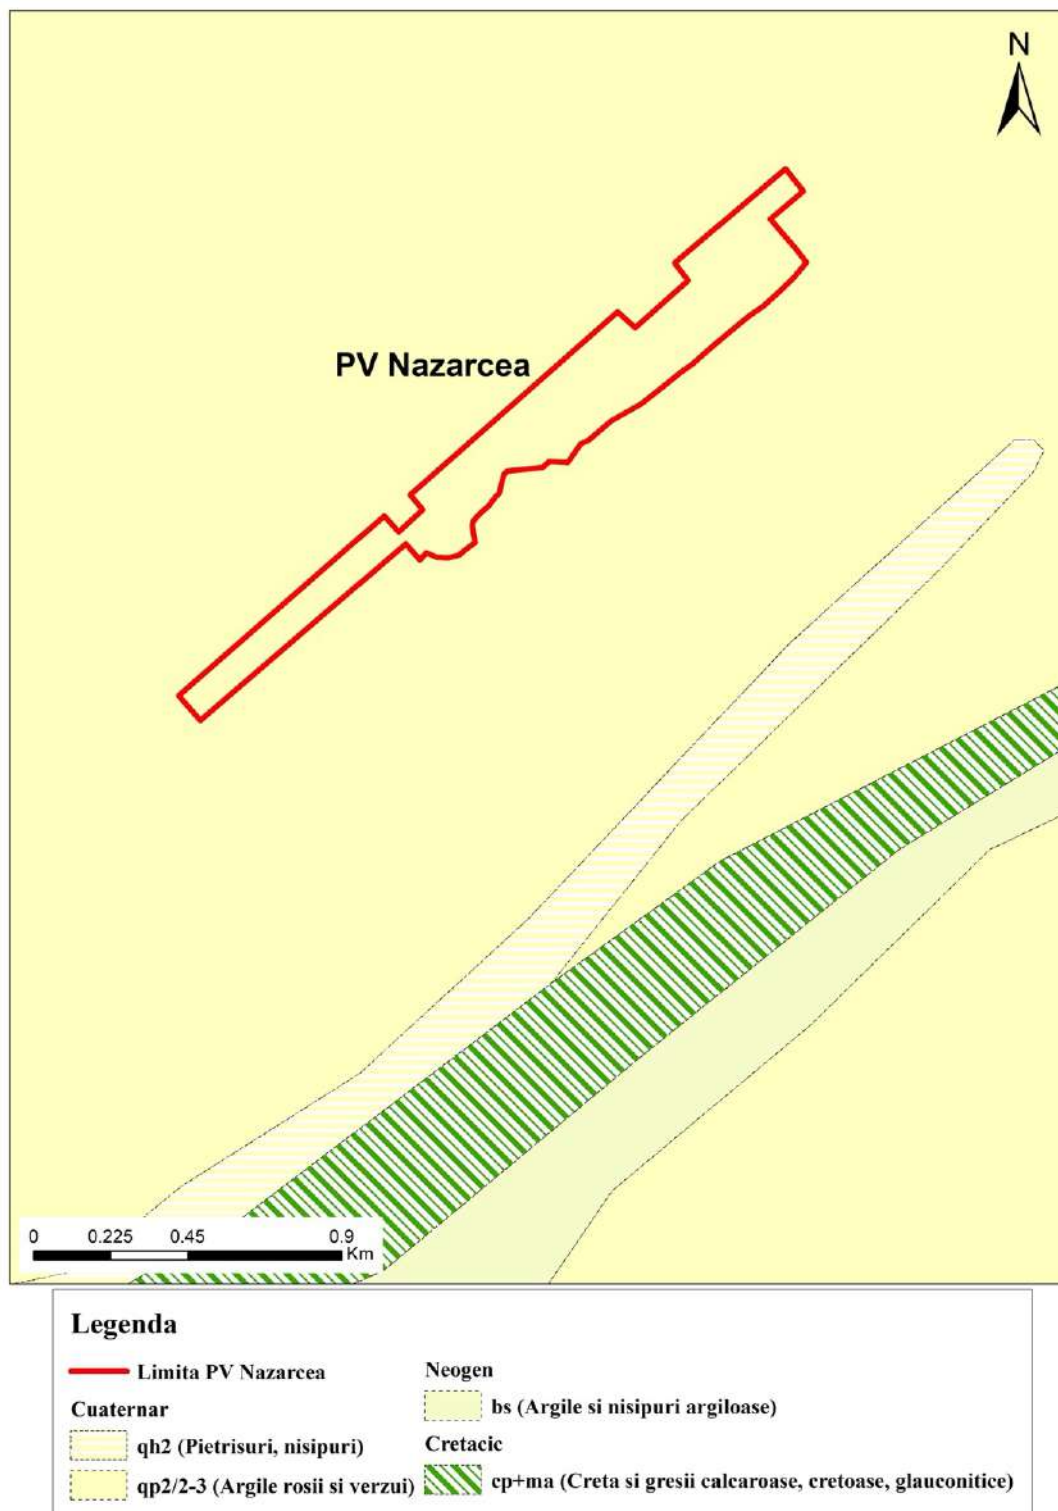 N
PV Nazarcea
0 0.225 0.45 0.9
Km
Legenda
Limita PV Nazarcea
Cuaternar
qh2 (Pietrisuri, nisipuri)
qp2/2-3 (Argile rosii si verzui)
Neogen
bs (Argile si nisipuri argiloase)
Cretacic
cp+ma (Creta si gresii calcaroase, cretoase, glauconitice)